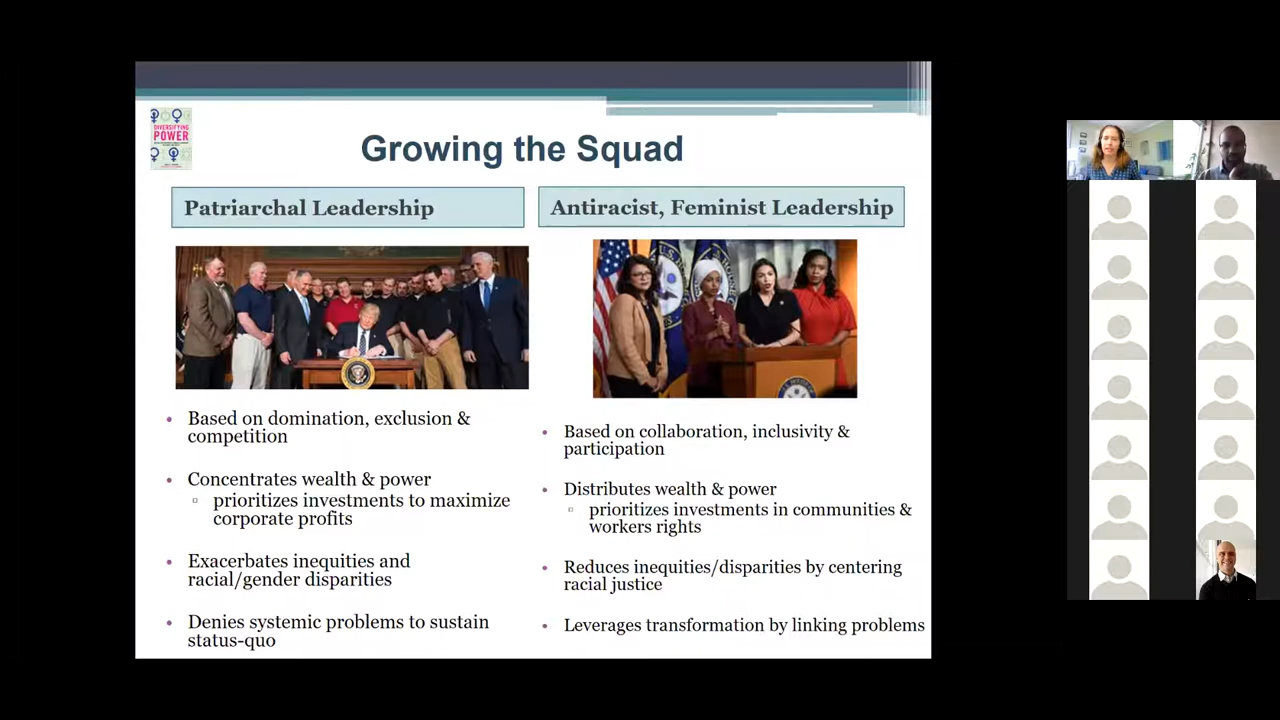 DIVERSIFYING
POWER
Growing the Squad
Patriarchal Leadership
Based on domination, exclusion &
competition
Concentrates wealth & power
prioritizes investments to maximize
corporate profits
Exacerbates inequities and
racial/gender disparities
Denies systemic problems to sustain
status-quo
Antiracist, Feminist Leadership
Based on collaboration, inclusivity &
participation
Distributes wealth & power
prioritizes investments in communities &
workers rights
Reduces inequities/disparities by centering
racial justice
Leverages transformation by linking problems